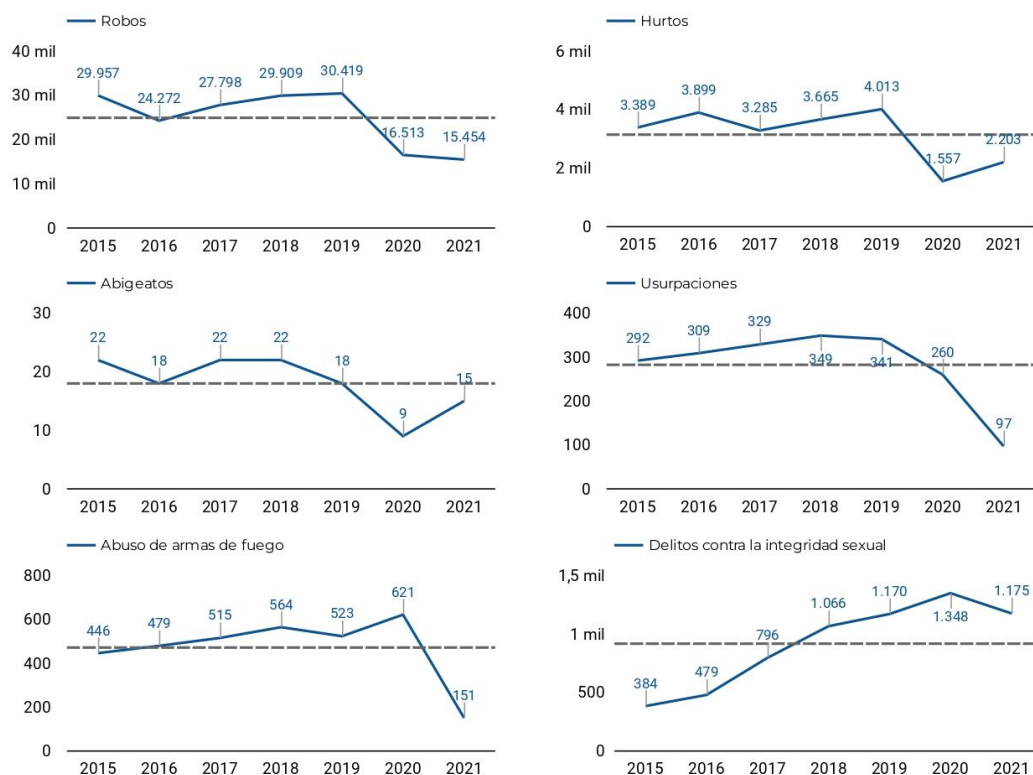 Robos
40 mil
30 mil
20 mil
10 mil
0
29.957
24.272
27.798
29.909
30.419
16.513
15.454
2015 2016 2017 2018 2019 2020 2021
Hurtos
6 mil
4 mil
2 mil
0
3.389
3.899
3.285
3.665
4.013
1.557
2.203
2015 2016 2017 2018 2019 2020 2021
Abigeatos
30
20
10
0
22
18
22
22
18
9
15
2015 2016 2017 2018 2019 2020 2021
Usurpaciones
400
300
200
100
0
292
309
329
349
341
260
97
2015 2016 2017 2018 2019 2020 2021
Abuso de armas de fuego
800
600
400
200
0
446
479
515
564
523
621
151
2015 2016 2017 2018 2019 2020 2021
Delitos contra la integridad sexual
1,5 mil
1 mil
500
0
384
479
796
1.066
1.170
1.348
1.175
2015 2016 2017 2018 2019 2020 2021